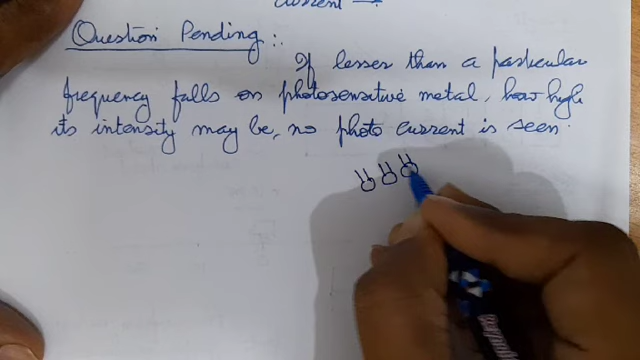 current →
Question Pending :-
If lesser than a particular
frequency falls on photosensitive metal, how high
its intensity may be, no photo current is seen.